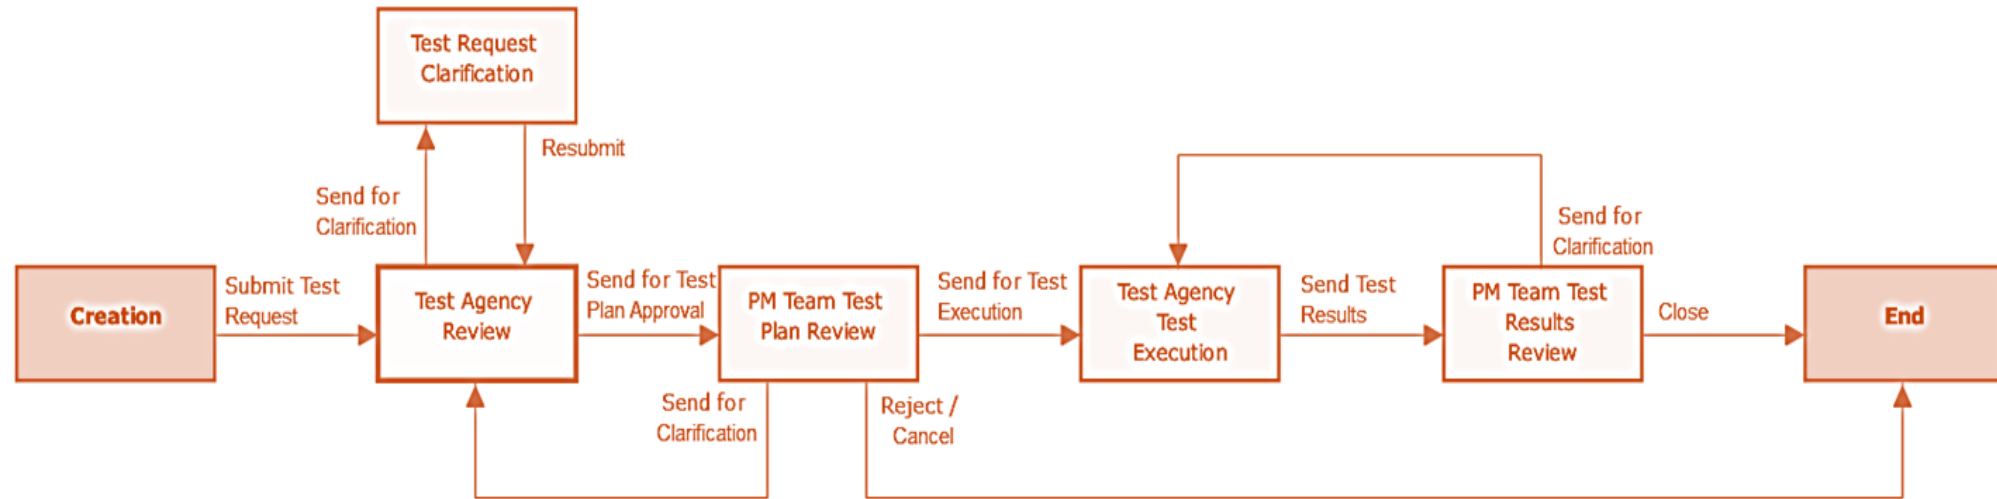 Test Request
Clarification
Resubmit
Send for
Clarification
Send for
Clarification
Creation
Submit Test
Request
Test Agency
Review
Send for Test
Plan Approval
PM Team Test
Plan Review
Send for Test
Execution
Test Agency
Test
Execution
Send Test
Results
PM Team Test
Results
Review
Close
End
Send for
Clarification
Reject /
Cancel